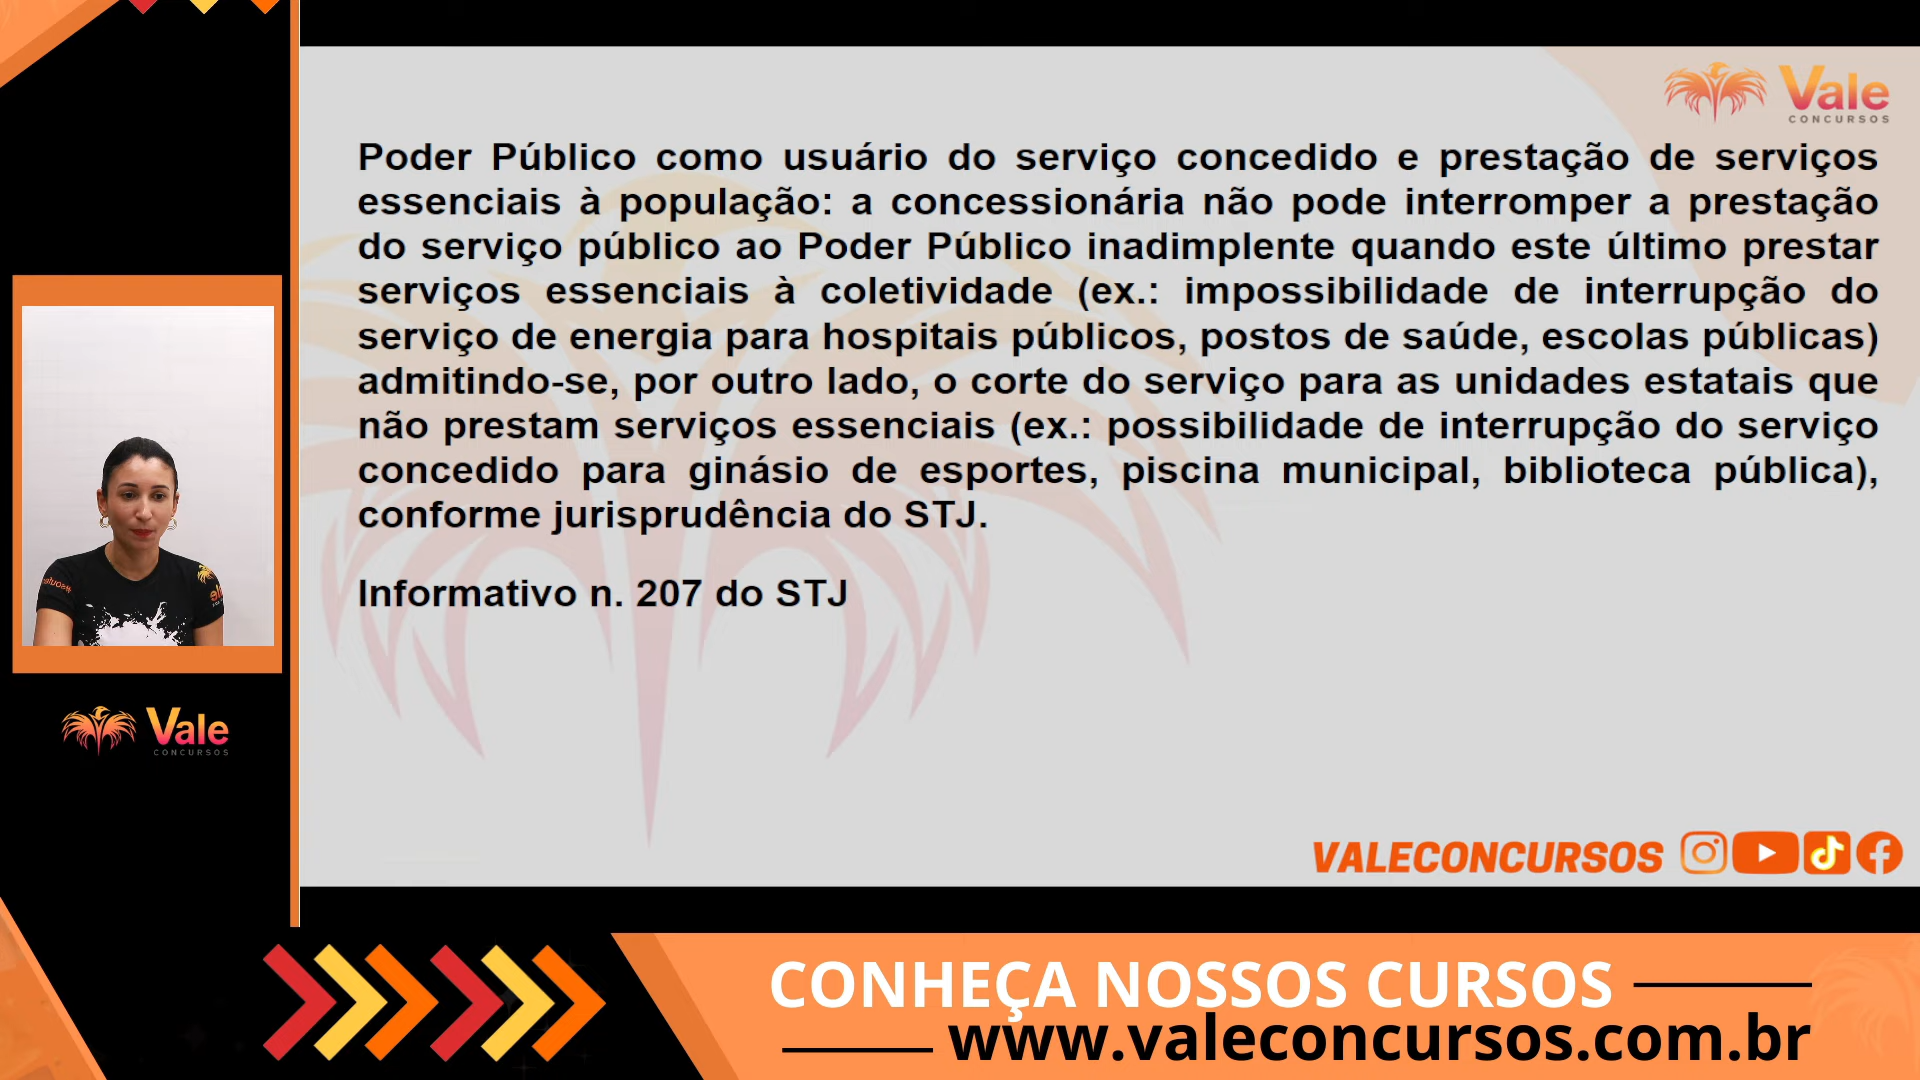 Vale
CONCURSOS
Poder Público como usuário do serviço concedido e prestação de serviços
essenciais à população: a concessionária não pode interromper a prestação
do serviço público ao Poder Público inadimplente quando este último prestar
serviços essenciais à coletividade (ex.: impossibilidade de interrupção do
serviço de energia para hospitais públicos, postos de saúde, escolas públicas)
admitindo-se, por outro lado, o corte do serviço para as unidades estatais que
não prestam serviços essenciais (ex.: possibilidade de interrupção do serviço
concedido para ginásio de esportes, piscina municipal, biblioteca pública),
conforme jurisprudência do STJ.
Informativo n. 207 do STJ
Vale
CONCURSOS
VALECONCURSOS
CONHEÇA NOSSOS CURSOS
www.valeconcursos.com.br